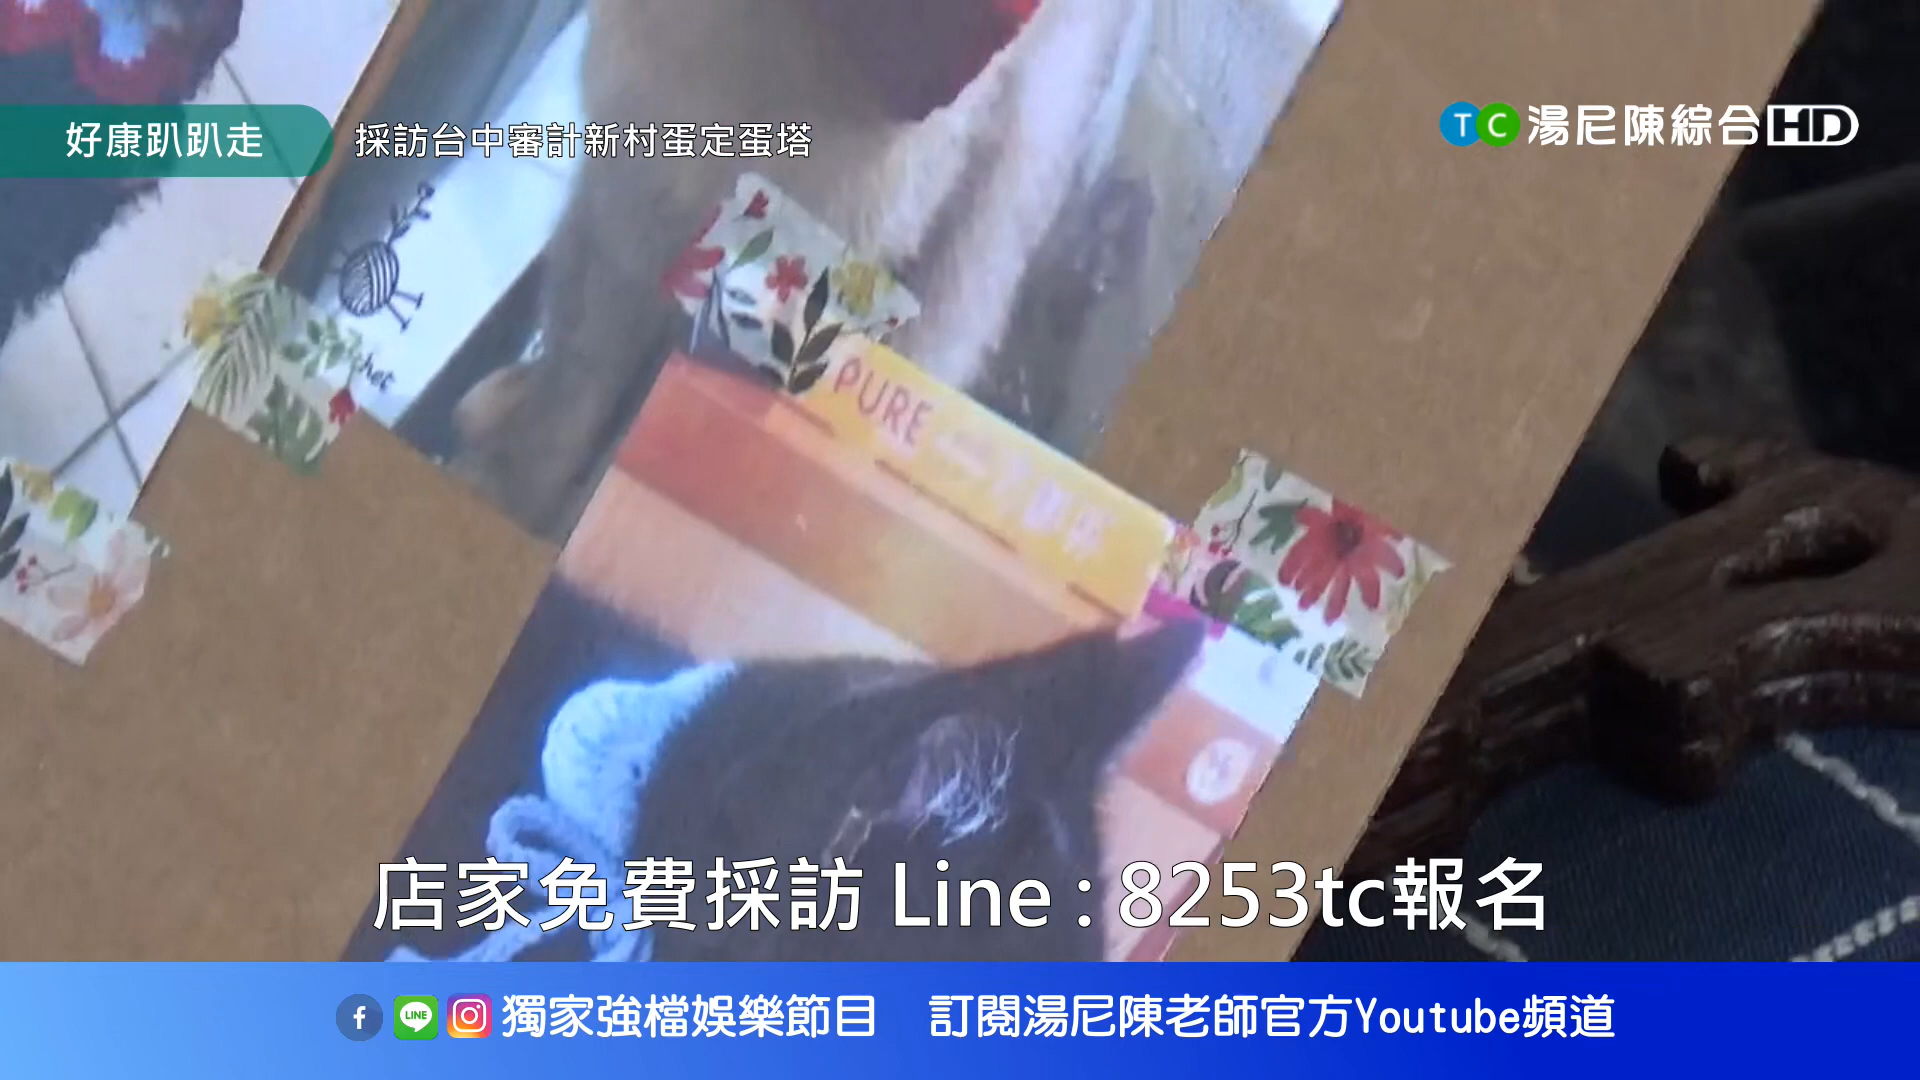 好康趴趴走
採訪台中審計新村蛋定蛋塔
TC 湯尼陳綜合HD
chet
PURE
店家免費採訪 Line : 8253tc報名
LINE
獨家強檔娛樂節目 訂閱湯尼陳老師官方Youtube頻道